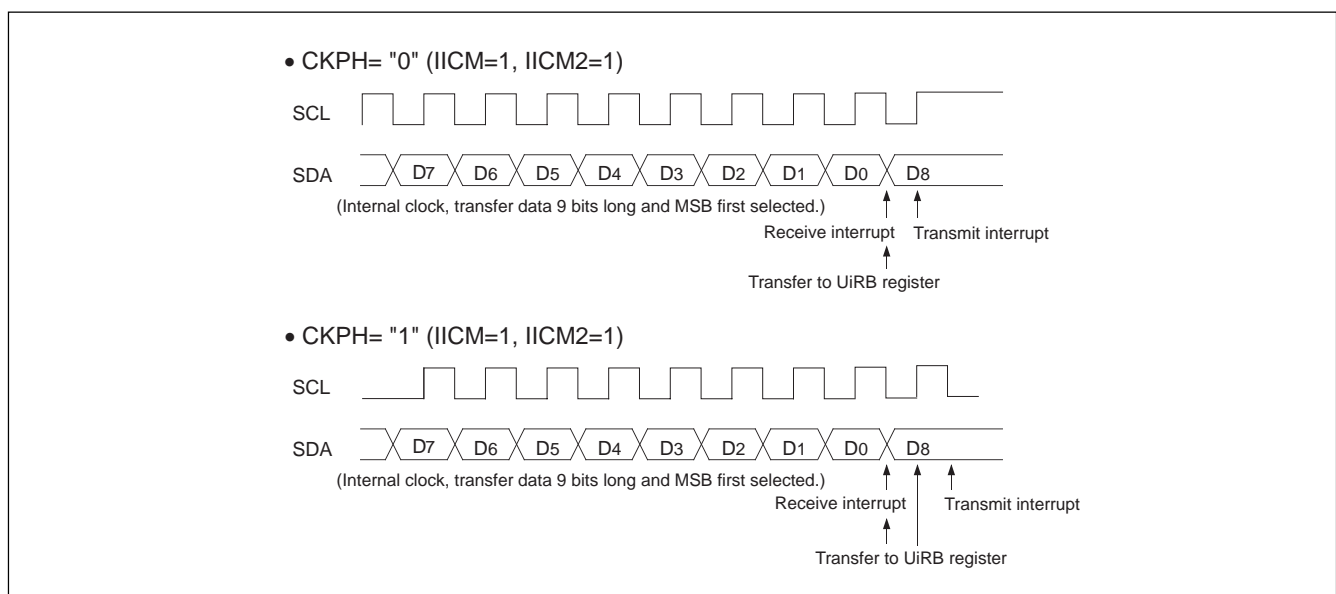 • CKPH= "0" (IICM=1, IICM2=1)
SCL
SDA D7 D6 D5 D4 D3 D2 D1 D0 D8
(Internal clock, transfer data 9 bits long and MSB first selected.)
Receive interrupt Transmit interrupt
Transfer to UiRB register
• CKPH= "1" (IICM=1, IICM2=1)
SCL
SDA D7 D6 D5 D4 D3 D2 D1 D0 D8
(Internal clock, transfer data 9 bits long and MSB first selected.)
Receive interrupt Transmit interrupt
Transfer to UiRB register